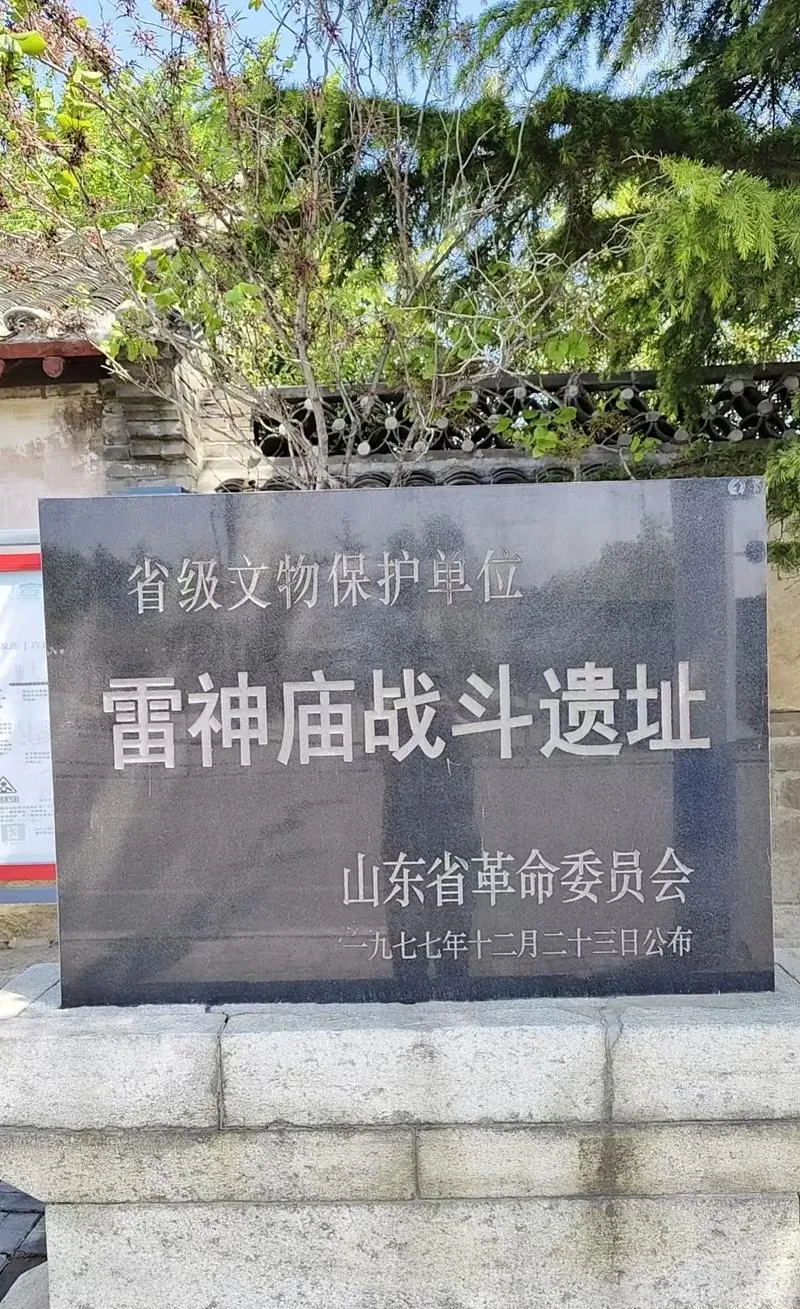 省级文物保护单位
雷神庙战斗遗址
山东省革命委员会
一九七七年十二月二十三日公布